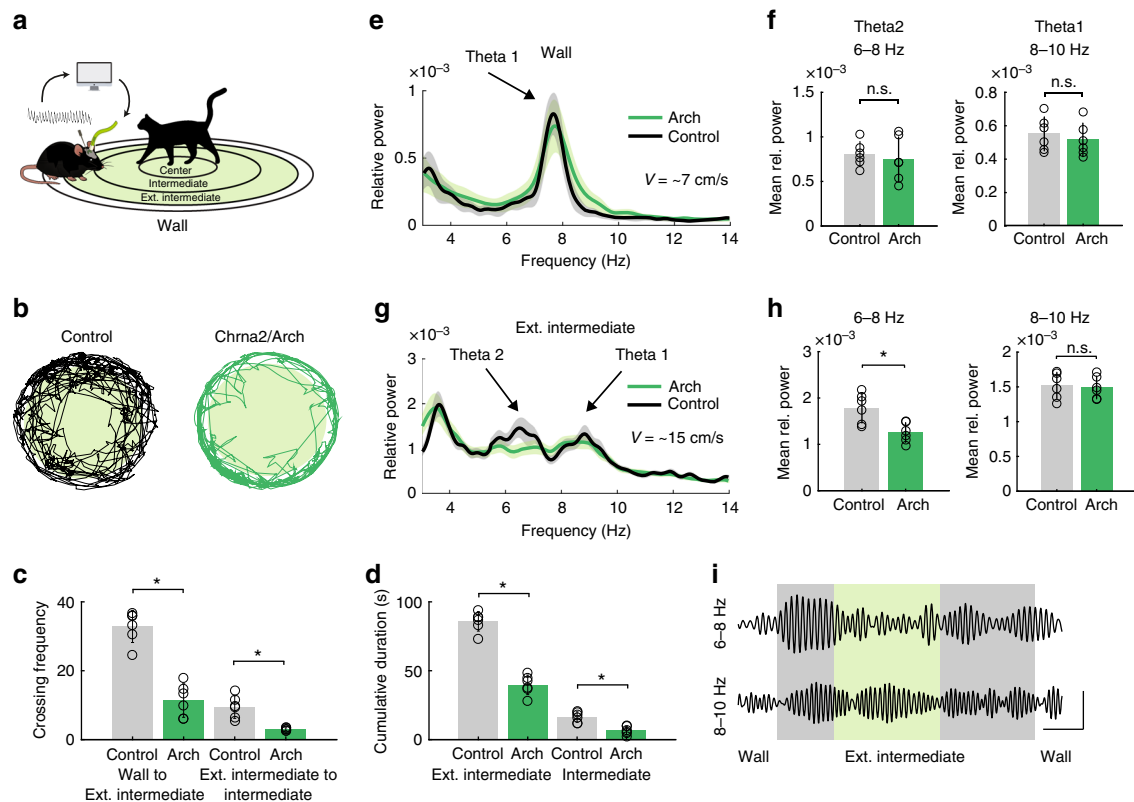 a
Center
Intermediate
Ext. intermediate
Wall
b
Control
Chrna2/Arch
c
Crossing frequency
40
20
0
*
*
Control Arch Control Arch
Wall to Ext. intermediate to
Ext. intermediate intermediate
d
Cumulative duration (s)
100
50
0
*
*
Control Arch Control Arch
Ext. intermediate Intermediate
e
Wall
Theta 1
×10⁻³
1
0.5
0
Relative power
Arch
Control
V = ~7 cm/s
4 6 8 10 12 14
Frequency (Hz)
f
Theta2
6–8 Hz
×10⁻³
1.5
1
0.5
0
Mean rel. power
n.s.
Control Arch
Theta1
8–10 Hz
×10⁻³
0.8
0.6
0.4
0.2
0
Mean rel. power
n.s.
Control Arch
g
×10⁻³
Ext. intermediate
Theta 2
Theta 1
3
2
1
0
Relative power
Arch
Control
V = ~15 cm/s
4 6 8 10 12 14
Frequency (Hz)
h
6–8 Hz
×10⁻³
3
2
1
0
Mean rel. power
*
Control Arch
8–10 Hz
×10⁻³
2
1.5
1
0.5
0
Mean rel. power
n.s.
Control Arch
i
6–8 Hz
8–10 Hz
Wall Ext. intermediate Wall